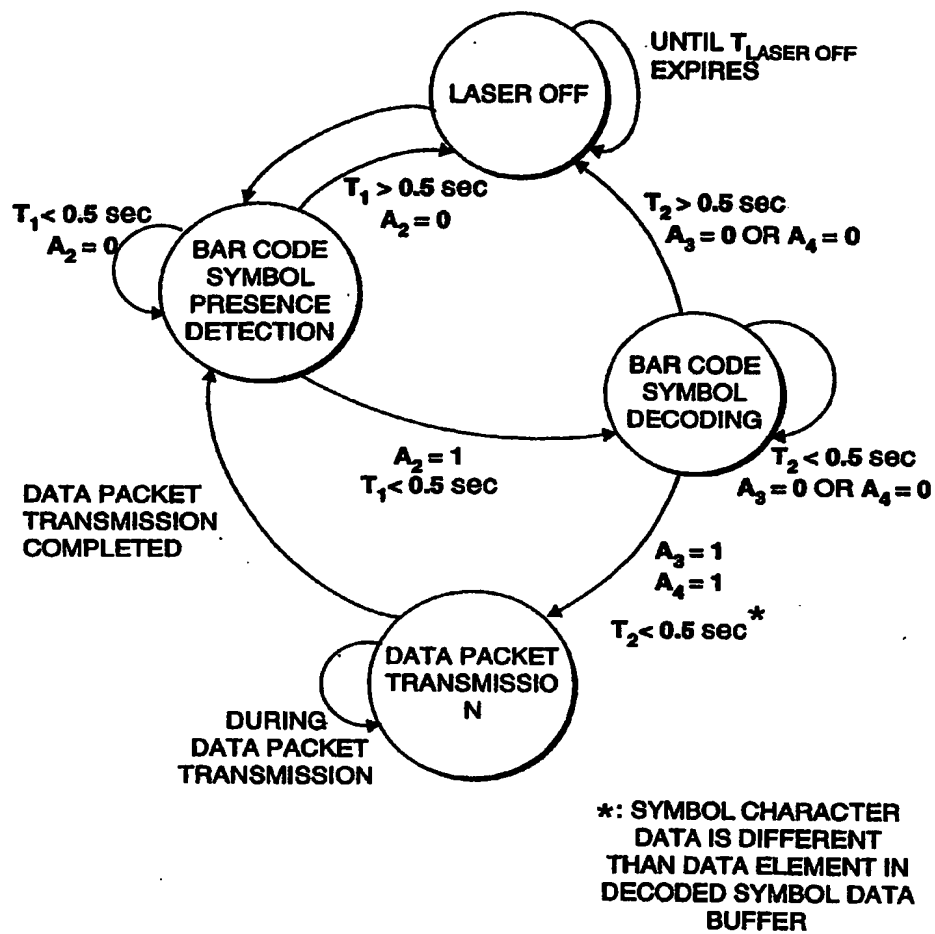 UNTIL T_LASER OFF
EXPIRES
LASER OFF
T₁ > 0.5 sec
A₂ = 0
T₂ > 0.5 sec
A₃ = 0 OR A₄ = 0
T₁ < 0.5 sec
A₂ = 0
BAR CODE
SYMBOL
PRESENCE
DETECTION
BAR CODE
SYMBOL
DECODING
A₂ = 1
T₁ < 0.5 sec
T₂ < 0.5 sec
A₃ = 0 OR A₄ = 0
DATA PACKET
TRANSMISSION
COMPLETED
A₃ = 1
A₄ = 1
T₂ < 0.5 sec*
DATA PACKET
TRANSMISSIO
N
DURING
DATA PACKET
TRANSMISSION
*: SYMBOL CHARACTER
DATA IS DIFFERENT
THAN DATA ELEMENT IN
DECODED SYMBOL DATA
BUFFER